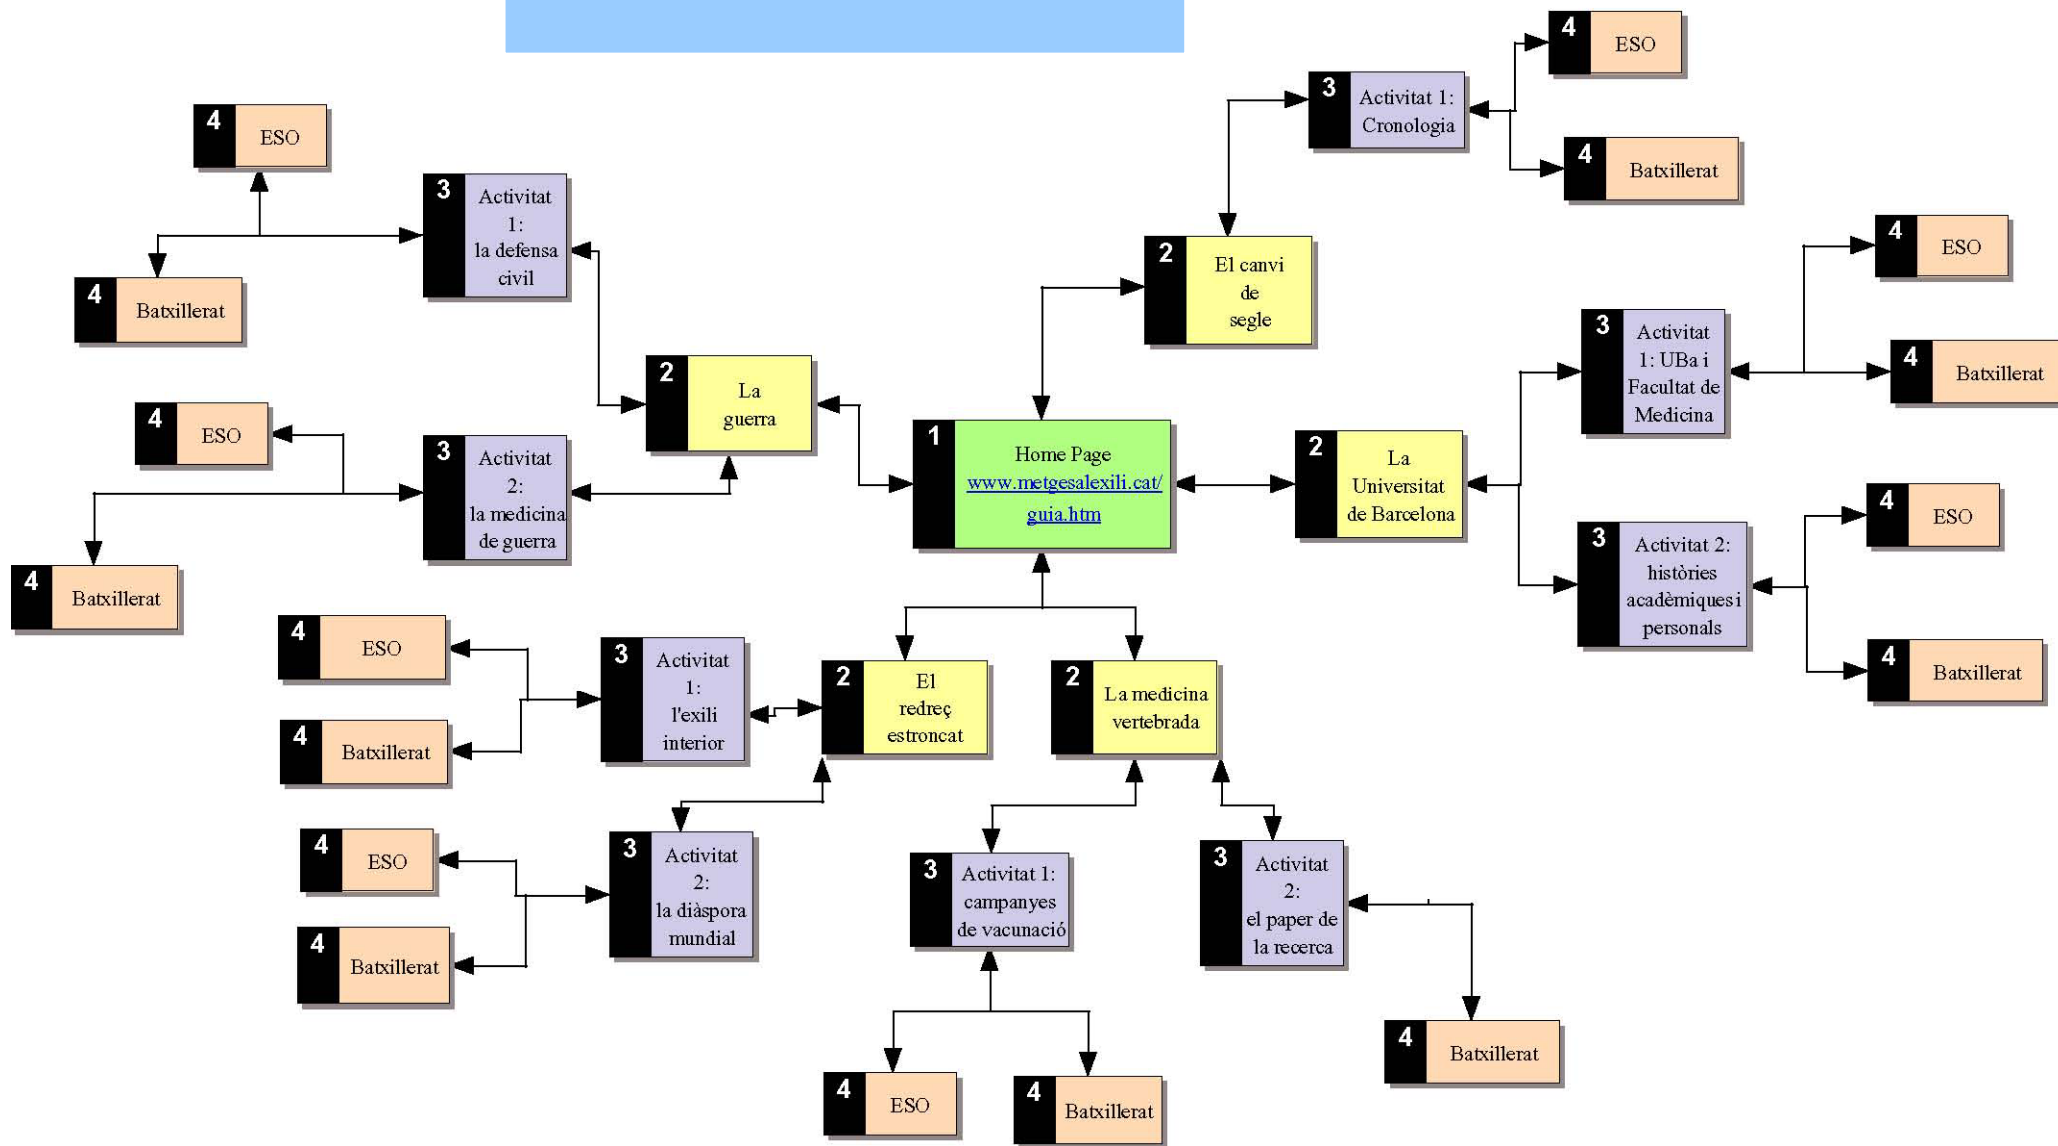 4
ESO
3
Activitat 1:
Cronologia
4
Batxillerat
4
ESO
3
Activitat
1:
la defensa
civil
4
Batxillerat
2
El canvi
de
segle
4
ESO
3
Activitat
1: UBa i
Facultat de
Medicina
4
Batxillerat
2
La
guerra
4
ESO
3
Activitat
2:
la medicina
de guerra
4
Batxillerat
1
Home Page
www.metgesalexili.cat/
guia.htm
2
La
Universitat
de Barcelona
4
ESO
3
Activitat 2:
històries
acadèmiques i
personals
4
Batxillerat
4
ESO
3
Activitat
1:
l'exili
interior
4
Batxillerat
2
El
redreç
estroncat
2
La medicina
vertebrada
4
ESO
3
Activitat
2:
la diàspora
mundial
4
Batxillerat
3
Activitat 1:
campanyes
de vacunació
3
Activitat
2:
el paper de
la recerca
4
Batxillerat
4
ESO
4
Batxillerat